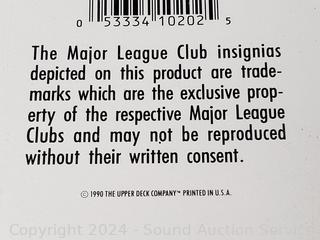 0 53334 10202 5
The Major League Club insignias
depicted on this product are trade-
marks which are the exclusive prop-
erty of the respective Major League
Clubs and may not be reproduced
without their written consent.
© 1990 THE UPPER DECK COMPANY™ PRINTED IN U.S.A.
Copyright 2024 - Sound Auction Service